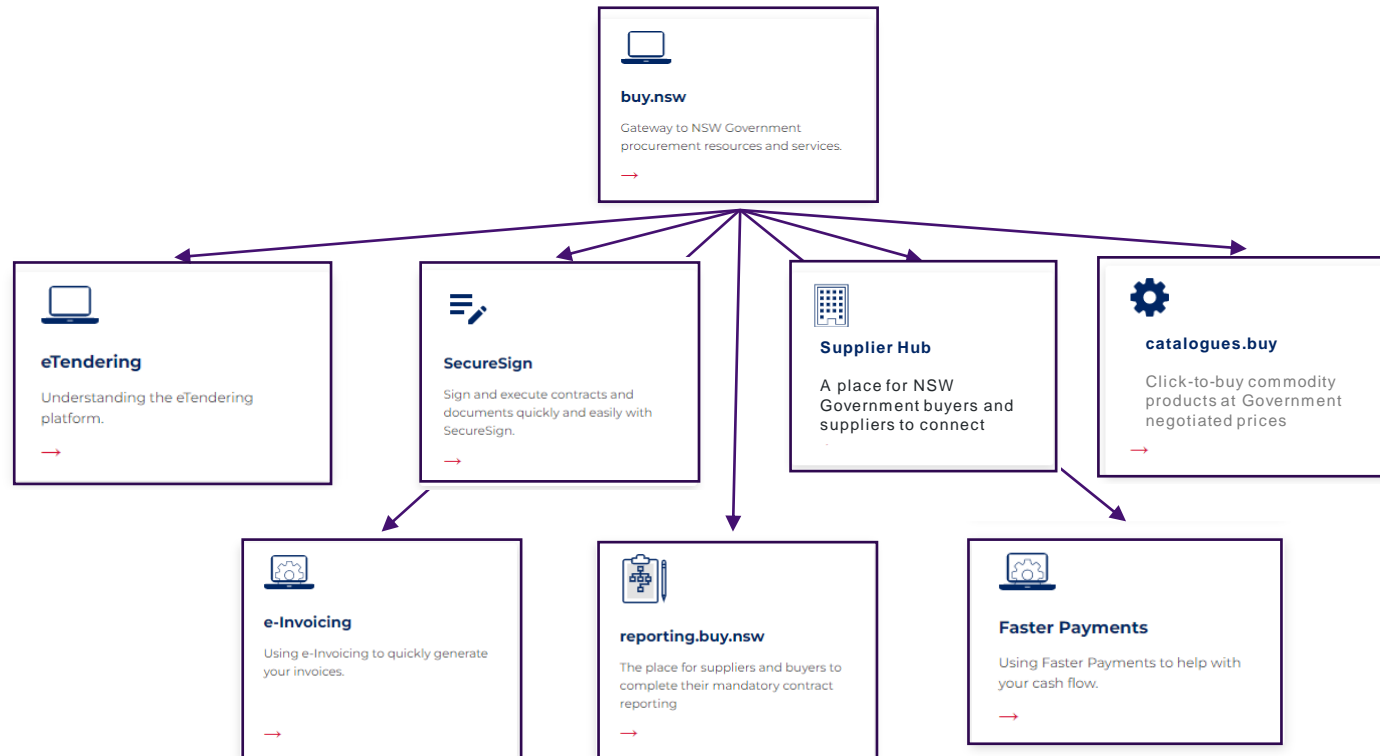 buy.nsw
Gateway to NSW Government
procurement resources and services.
→
eTendering
Understanding the eTendering
platform.
→
SecureSign
Sign and execute contracts and
documents quickly and easily with
SecureSign.
→
Supplier Hub
A place for NSW
Government buyers and
suppliers to connect
catalogues.buy
Click-to-buy commodity
products at Government
negotiated prices
→
e-Invoicing
Using e-Invoicing to quickly generate
your invoices.
→
reporting.buy.nsw
The place for suppliers and buyers to
complete their mandatory contract
reporting
→
Faster Payments
Using Faster Payments to help with
your cash flow.
→